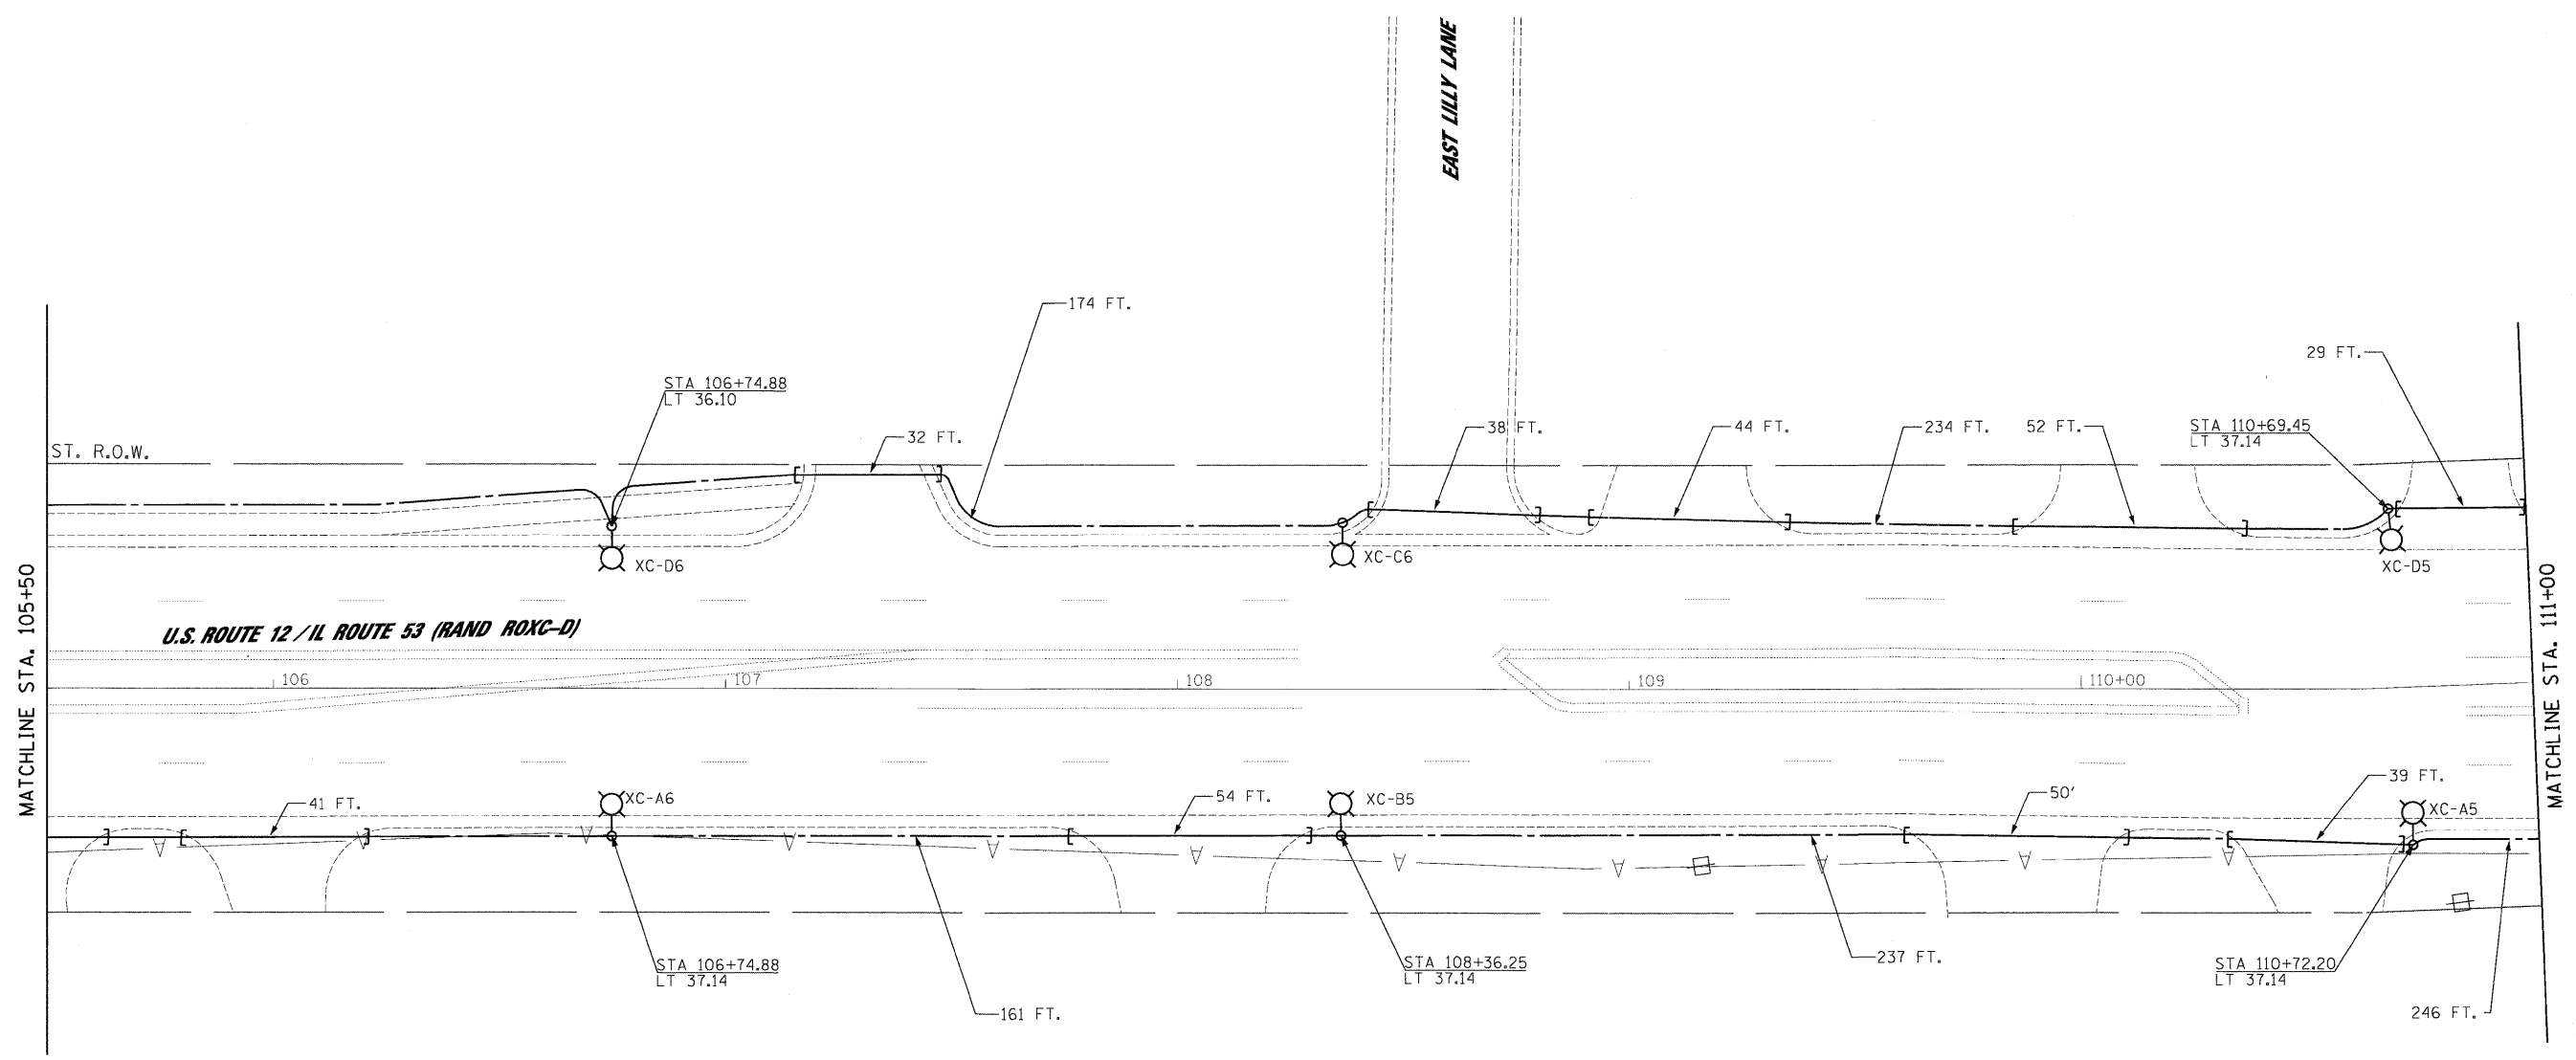 EAST LILLY LANE
174 FT.
29 FT.
STA 106+74.88
LT 36.10
32 FT.
38 FT.
44 FT.
234 FT.
52 FT.
STA 110+69.45
LT 37.14
ST. R.O.W.
XC-D6
XC-C6
XC-D5
MATCHLINE STA. 105+50
MATCHLINE STA. 111+00
U.S. ROUTE 12 / IL ROUTE 53 (RAND ROXC-D)
106
107
108
109
110+00
41 FT.
XC-A6
54 FT.
XC-B5
50'
39 FT.
XC-A5
STA 106+74.88
LT 37.14
161 FT.
STA 108+36.25
LT 37.14
237 FT.
STA 110+72.20
LT 37.14
246 FT.